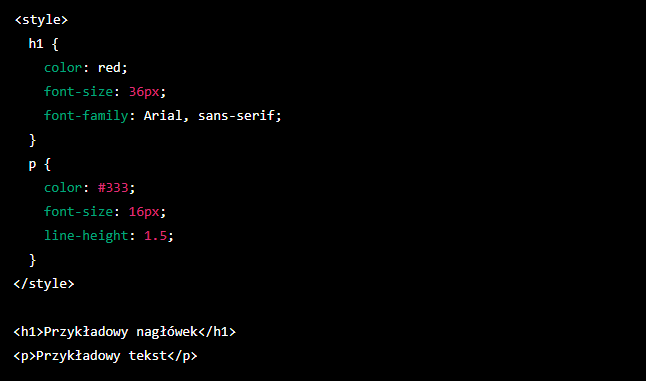 <style>
h1 {
color: red;
font-size: 36px;
font-family: Arial, sans-serif;
}
p {
color: #333;
font-size: 16px;
line-height: 1.5;
}
</style>
<h1>Przykładowy nagłówek</h1>
<p>Przykładowy tekst</p>